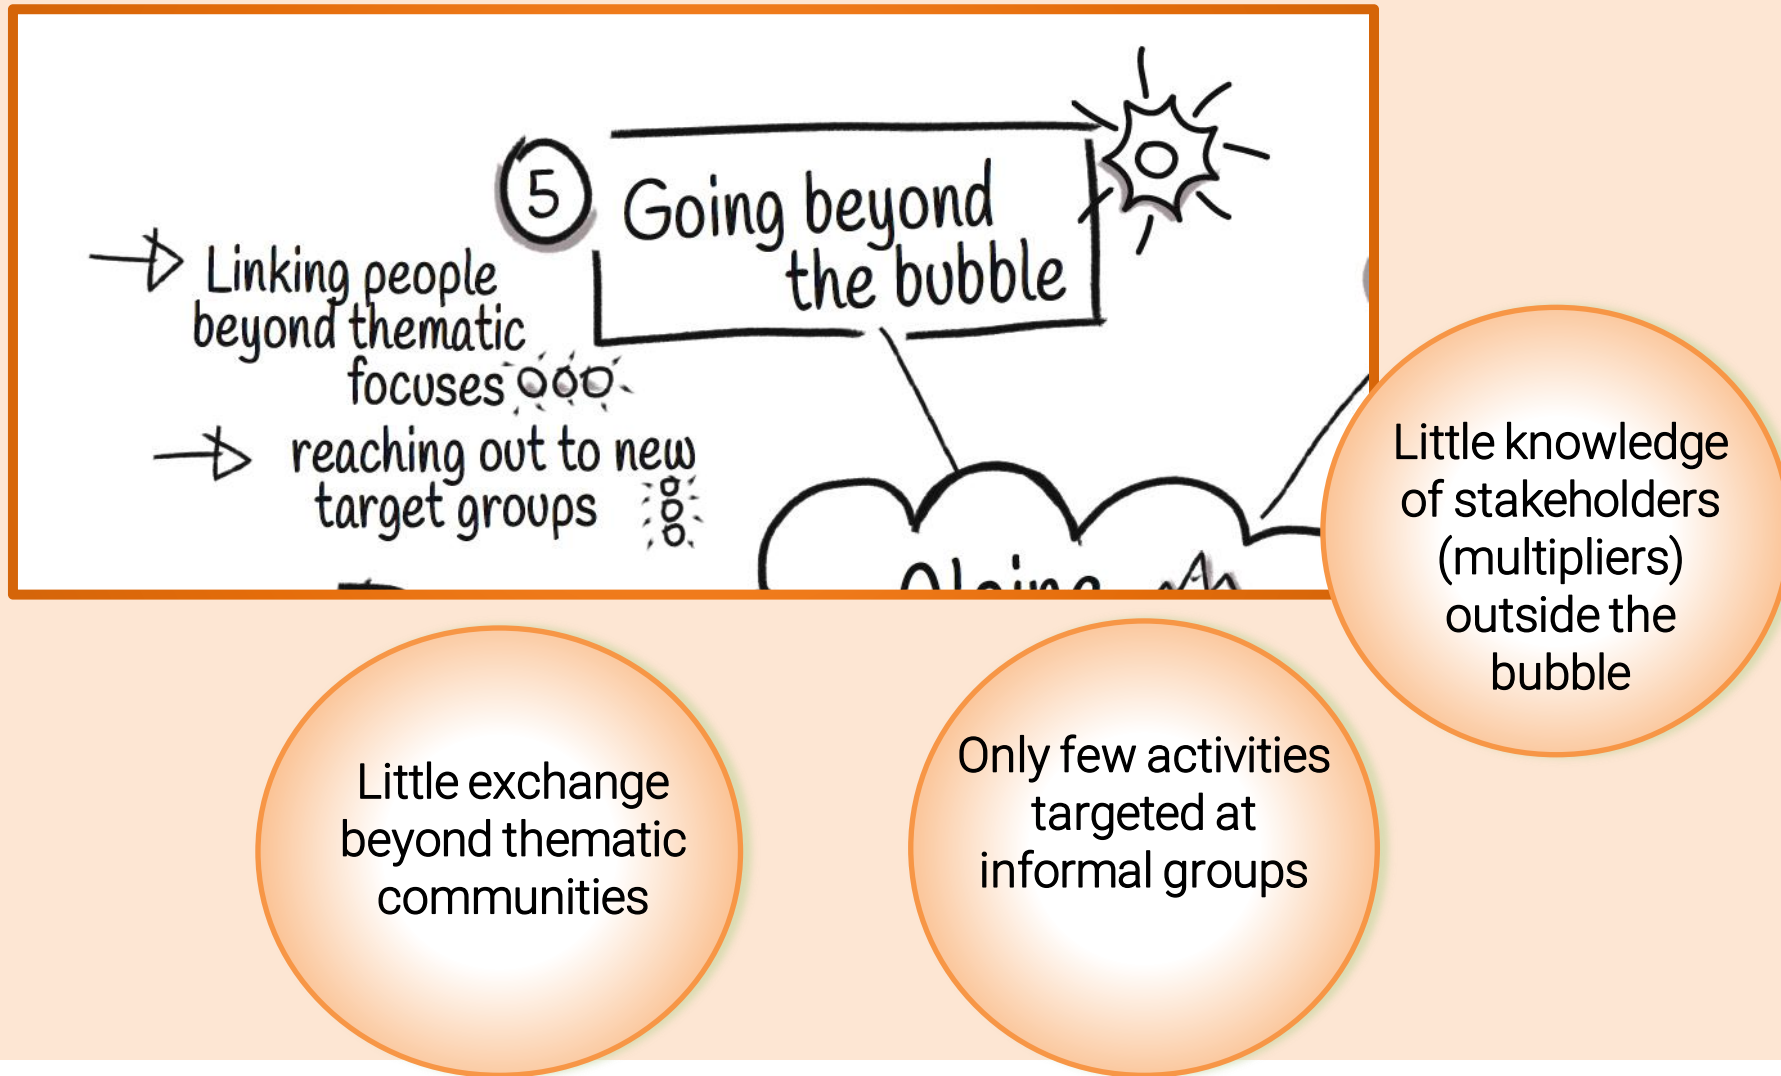 5
Going beyond
the bubble
Linking people
beyond thematic
focuses
reaching out to new
target groups
Little knowledge
of stakeholders
(multipliers)
outside the
bubble
Little exchange
beyond thematic
communities
Only few activities
targeted at
informal groups